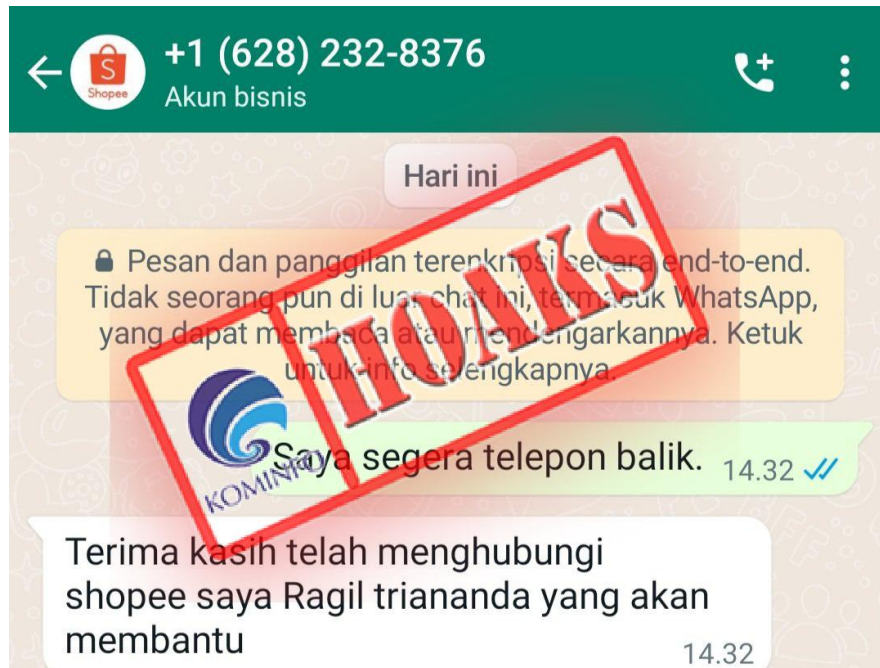 S
Shopee
+1 (628) 232-8376
Akun bisnis
Hari ini
Pesan dan panggilan terenkripsi secara end-to-end.
Tidak seorang pun di luar chat ini, termasuk WhatsApp,
yang dapat membaca atau mendengarkannya. Ketuk
untuk info selengkapnya.
HOAKS
KOMINFO
Saya segera telepon balik. 14.32
Terima kasih telah menghubungi
shopee saya Ragil triananda yang akan
membantu
14.32